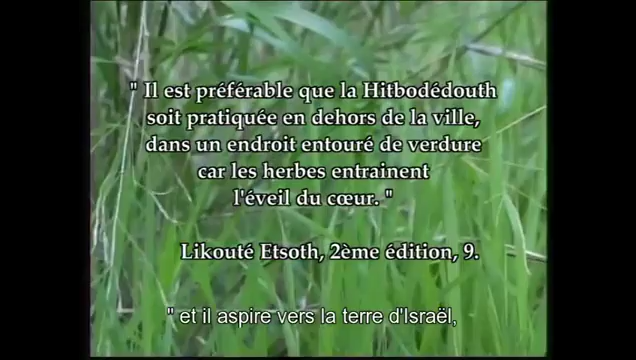 " Il est préférable que la Hitbodédouth
soit pratiquée en dehors de la ville,
dans un endroit entouré de verdure
car les herbes entrainent
l'éveil du cœur. "
Likouté Etsoth, 2ème édition, 9.
" et il aspire vers la terre d'Israël,